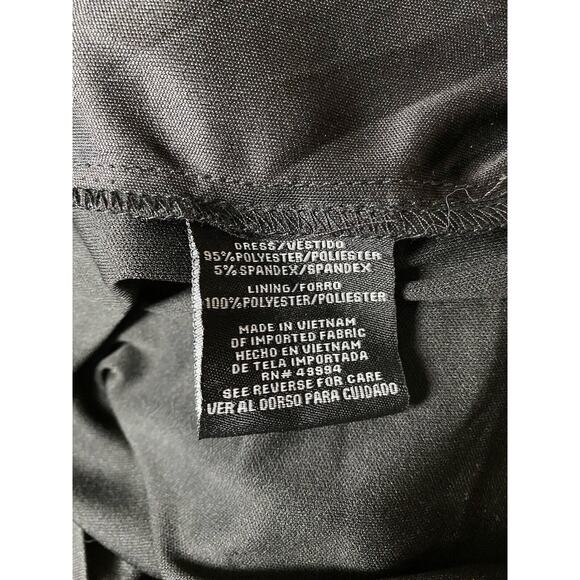 DRESS/VESTIDO
95%POLYESTER/POLIESTER
5%SPANDEX/SPANDEX
LINING/FORRO
100%POLYESTER/POLIESTER
MADE IN VIETNAM
OF IMPORTED FABRIC
HECHO EN VIETNAM
DE TELA IMPORTADA
RN# 49994
SEE REVERSE FOR CARE
VER AL DORSO PARA CUIDADO